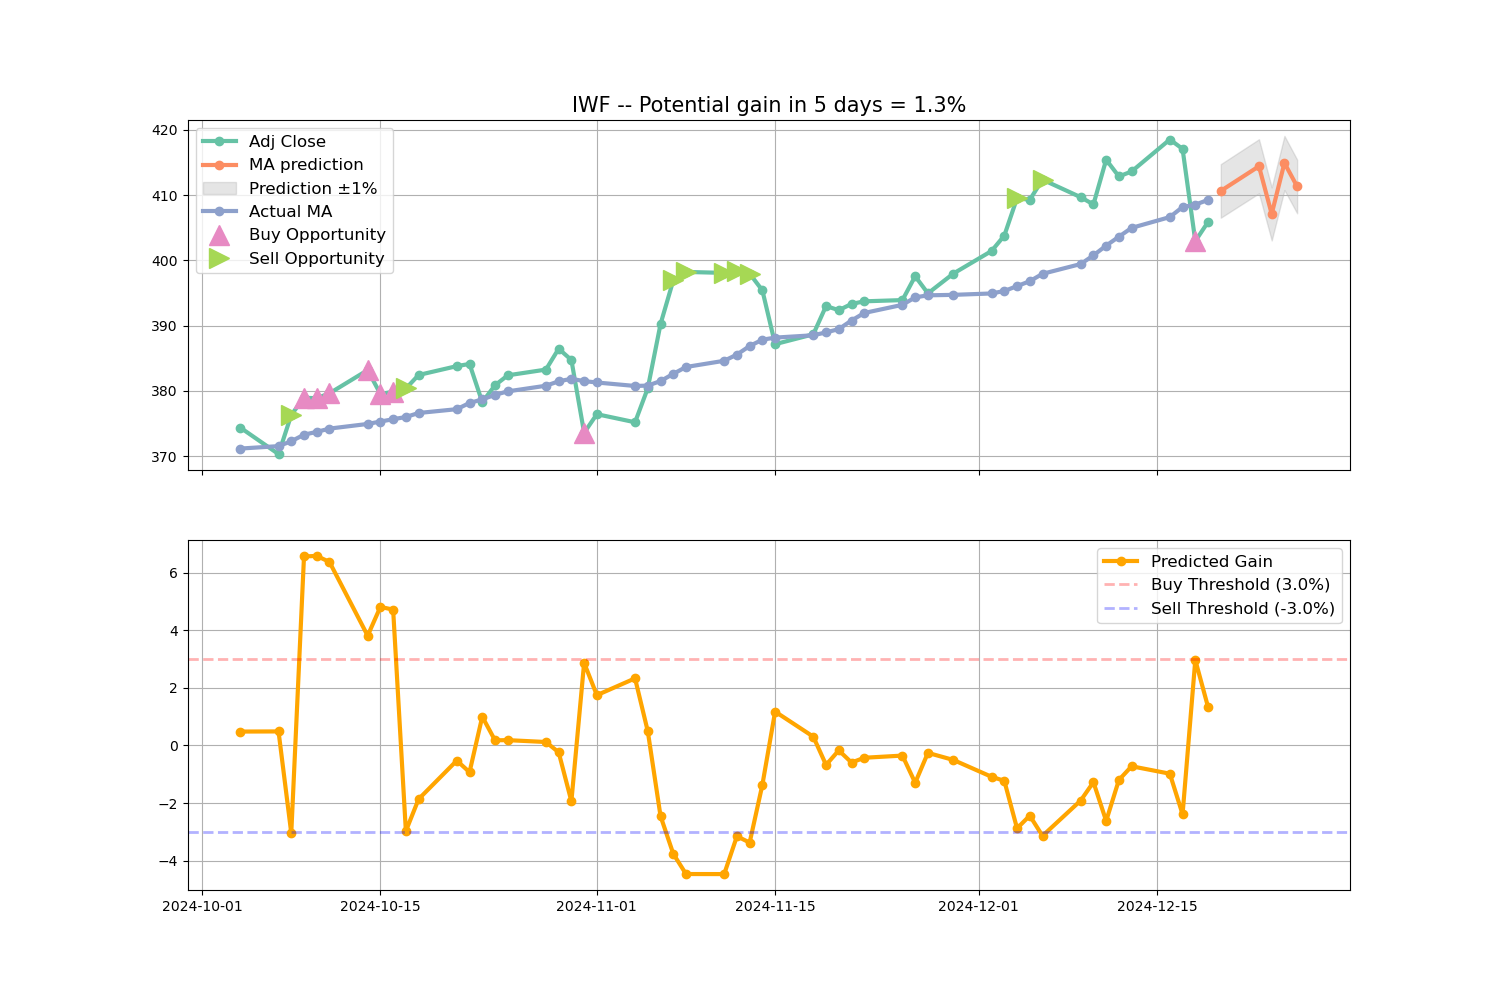 IWF -- Potential gain in 5 days = 1.3%
420
410
400
390
380
370
Adj Close
MA prediction
Prediction ±1%
Actual MA
Buy Opportunity
Sell Opportunity
6
4
2
0
−2
−4
Predicted Gain
Buy Threshold (3.0%)
Sell Threshold (-3.0%)
2024-10-01 2024-10-15 2024-11-01 2024-11-15 2024-12-01 2024-12-15